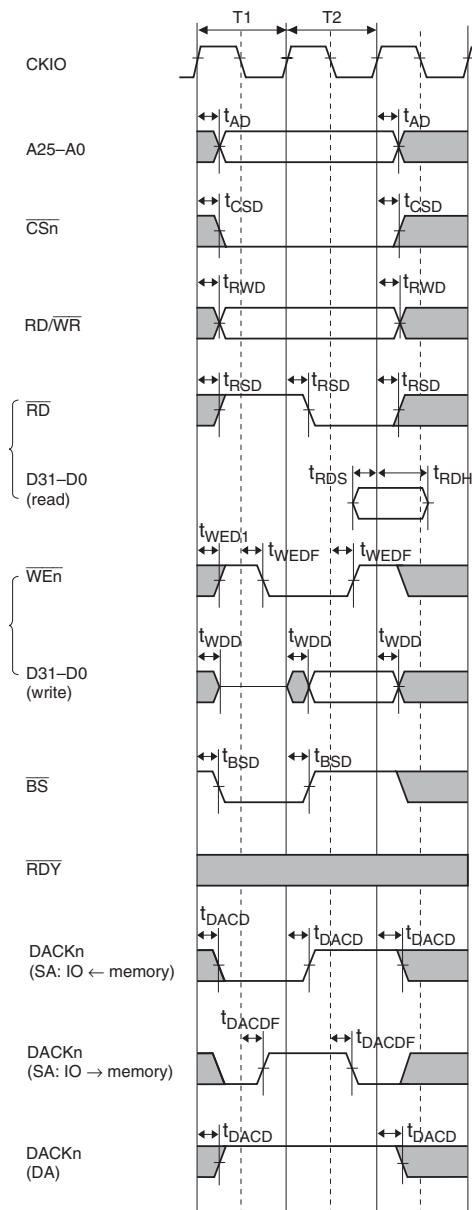 T1 T2
CKIO
tAD tAD
A25–A0
tCSD tCSD
CSn
tRWD tRWD
RD/WR
tRSD tRSD tRSD
RD
tRDS tRDH
D31–D0
(read)
tWED1 tWEDF tWEDF
WEn
tWDD tWDD tWDD
D31–D0
(write)
tBSD tBSD
BS
RDY
tDACD tDACD tDACD
DACKn
(SA: IO ← memory)
tDACDF tDACDF
DACKn
(SA: IO → memory)
tDACD tDACD
DACKn
(DA)